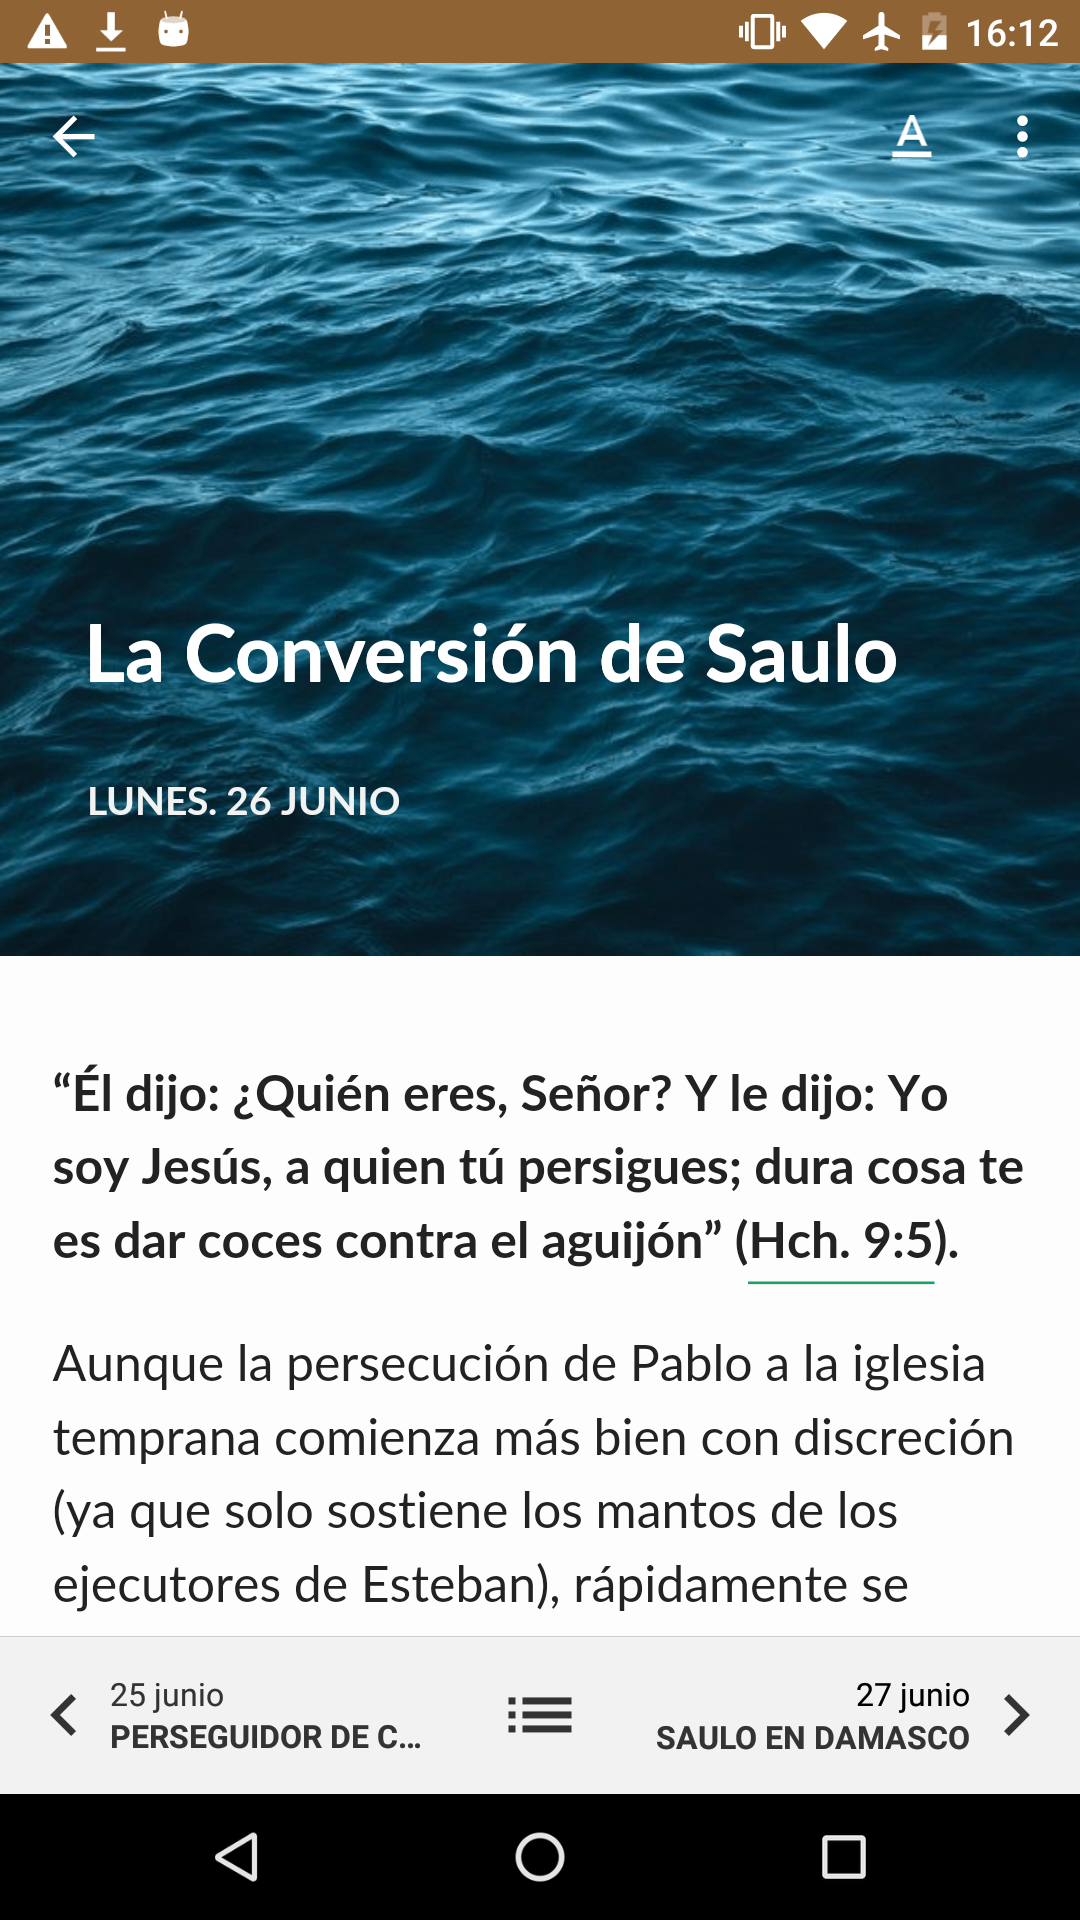 16:12
A
La Conversión de Saulo
LUNES. 26 JUNIO
“Él dijo: ¿Quién eres, Señor? Y le dijo: Yo
soy Jesús, a quien tú persigues; dura cosa te
es dar coces contra el aguijón” (Hch. 9:5).
Aunque la persecución de Pablo a la iglesia
temprana comienza más bien con discreción
(ya que solo sostiene los mantos de los
ejecutores de Esteban), rápidamente se
25 junio
PERSEGUIDOR DE C...
27 junio
SAULO EN DAMASCO